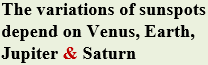 The variations of sunspots
depend on Venus, Earth,
Jupiter & Saturn